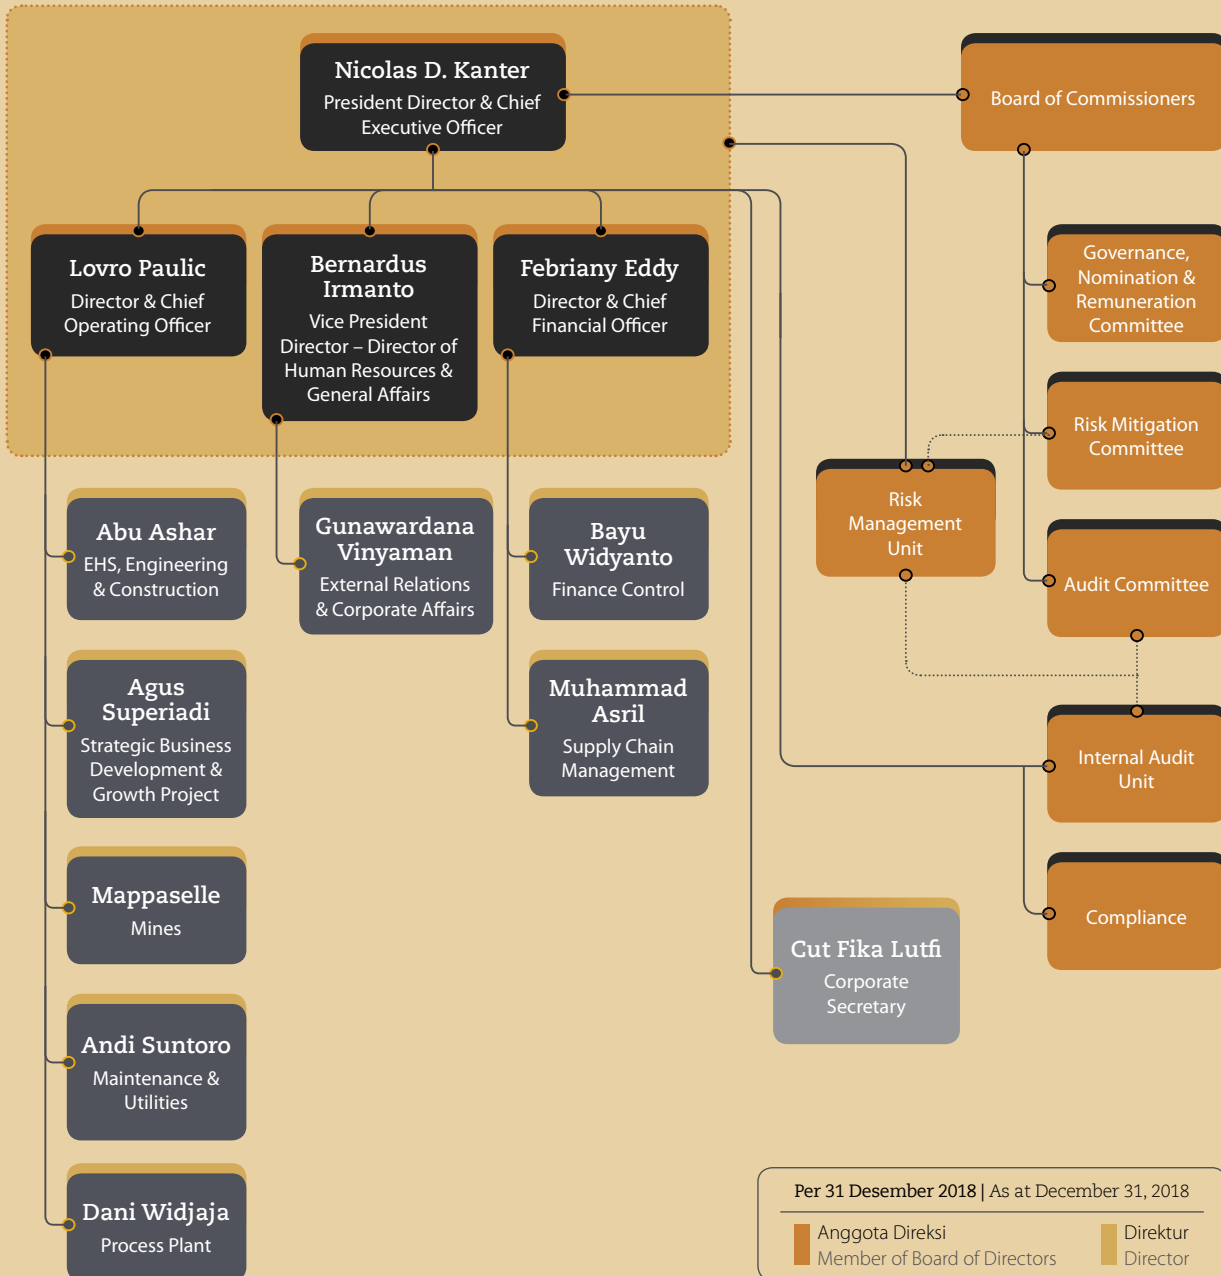 Nicolas D. Kanter
President Director & Chief
Executive Officer
Board of Commissioners
Lovro Paulic
Director & Chief
Operating Officer
Bernardus
Irmanto
Vice President
Director – Director of
Human Resources &
General Affairs
Febriany Eddy
Director & Chief
Financial Officer
Governance,
Nomination &
Remuneration
Committee
Risk Mitigation
Committee
Risk
Management
Unit
Audit Committee
Abu Ashar
EHS, Engineering
& Construction
Gunawardana
Vinyaman
External Relations
& Corporate Affairs
Bayu
Widyanto
Finance Control
Agus
Superiadi
Strategic Business
Development &
Growth Project
Muhammad
Asril
Supply Chain
Management
Internal Audit
Unit
Mappaselle
Mines
Compliance
Cut Fika Lutfi
Corporate
Secretary
Andi Suntoro
Maintenance &
Utilities
Dani Widjaja
Process Plant
Per 31 Desember 2018 | As at December 31, 2018
Anggota Direksi
Member of Board of Directors
Direktur
Director